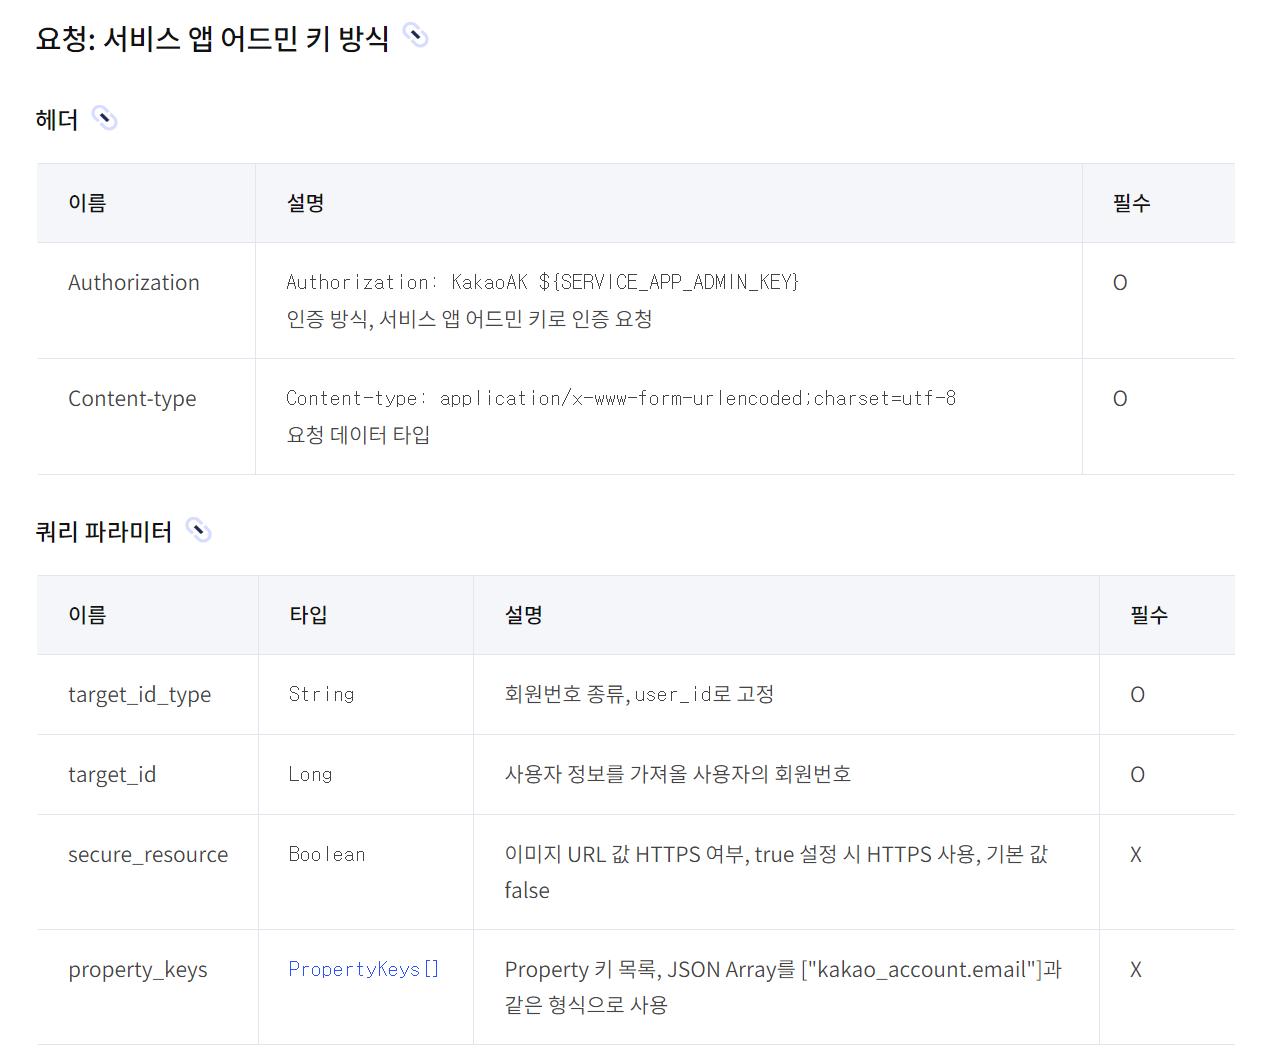 요청: 서비스 앱 어드민 키 방식
헤더
이름 설명 필수
Authorization Authorization: KakaoAK ${SERVICE_APP_ADMIN_KEY} O
인증 방식, 서비스 앱 어드민 키로 인증 요청
Content-type Content-type: application/x-www-form-urlencoded;charset=utf-8 O
요청 데이터 타입
쿼리 파라미터
이름 타입 설명 필수
target_id_type String 회원번호 종류, user_id로 고정 O
target_id Long 사용자 정보를 가져올 사용자의 회원번호 O
secure_resource Boolean 이미지 URL 값 HTTPS 여부, true 설정 시 HTTPS 사용, 기본 값 X
false
property_keys PropertyKeys[] Property 키 목록, JSON Array를 ["kakao_account.email"]과 X
같은 형식으로 사용